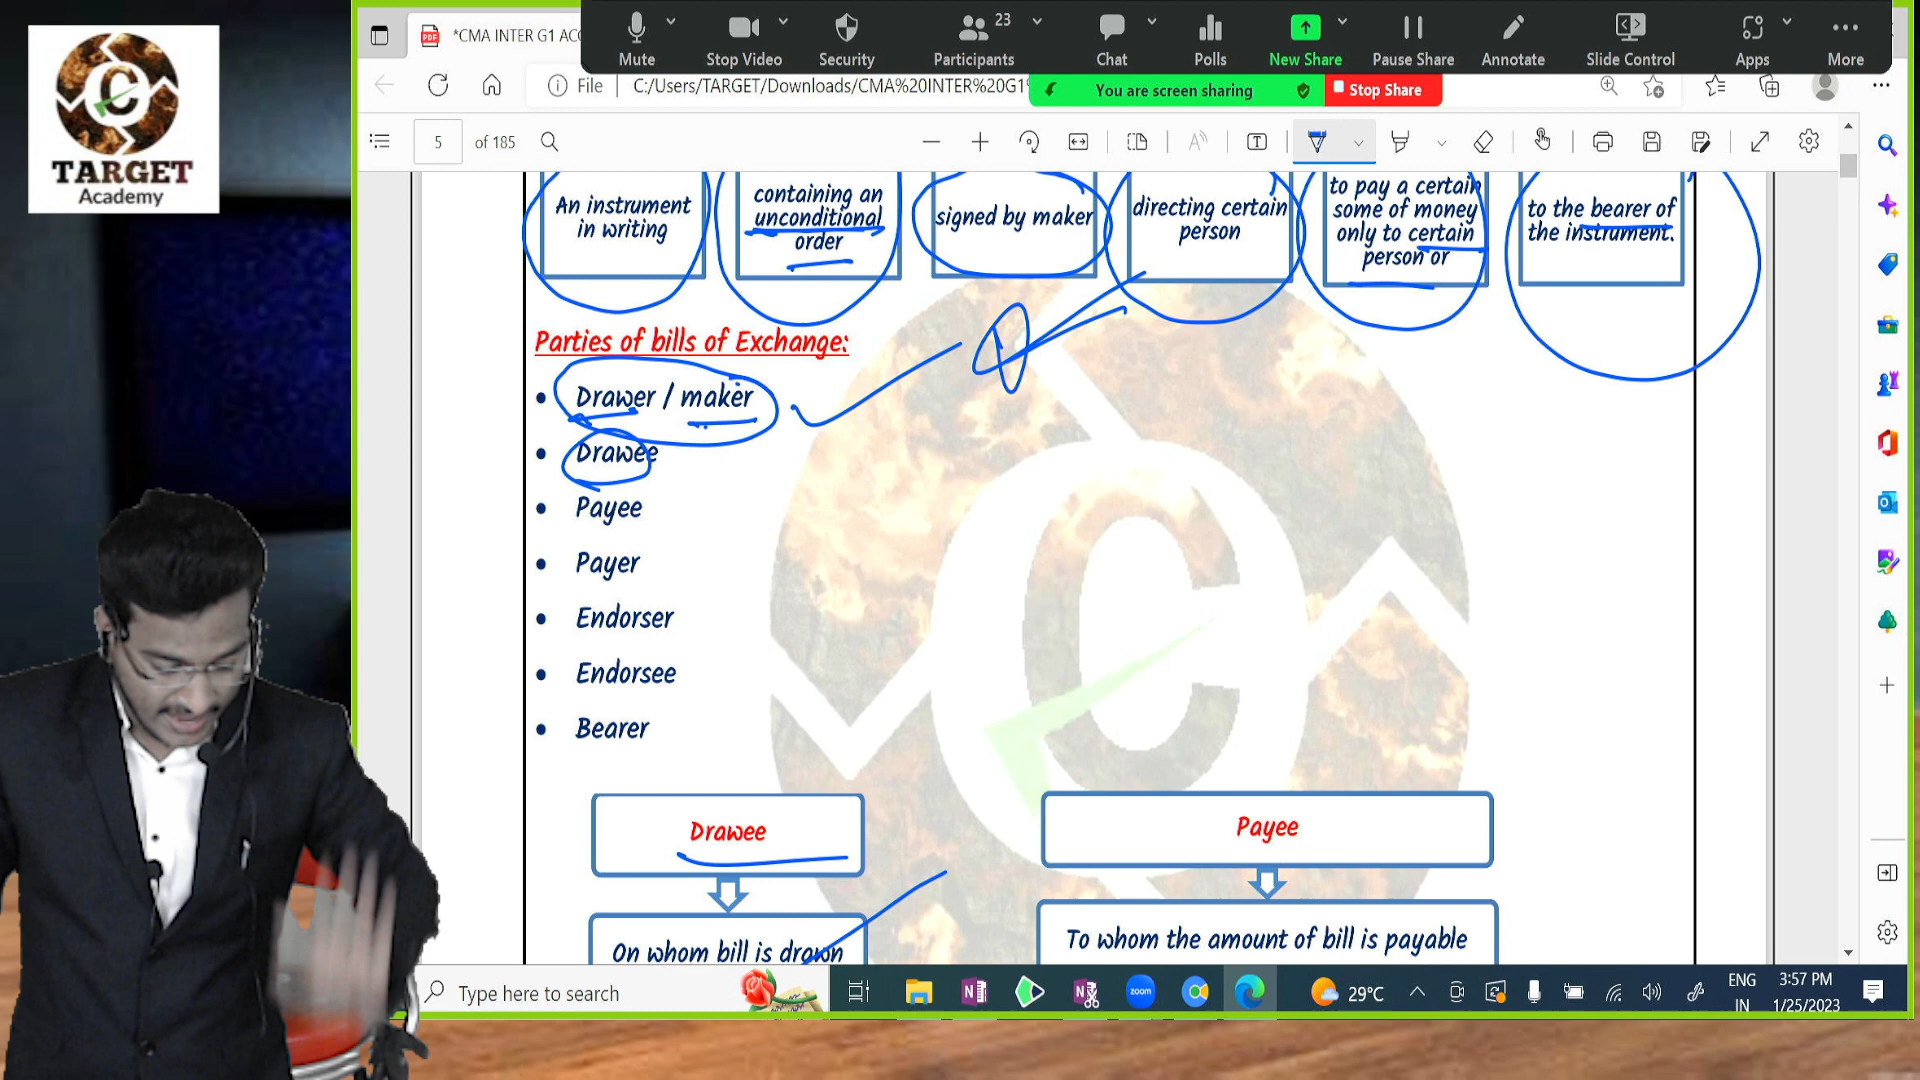 TARGET
Academy
*CMA INTER G1 ACC
Mute
Stop Video
Security
23
Participants
Chat
Polls
New Share
Pause Share
Annotate
Slide Control
Apps
More
File
C:/Users/TARGET/Downloads/CMA%20INTER%20G1%
You are screen sharing
Stop Share
5
of 185
An instrument
in writing
containing an
unconditional
order
signed by maker
directing certain
person
to pay a certain
some of money
only to certain
person or
to the bearer of
the instrument.
Parties of bills of Exchange:
• Drawer / maker
• Drawee
• Payee
• Payer
• Endorser
• Endorsee
• Bearer
Drawee
Payee
On whom bill is drawn
To whom the amount of bill is payable
Type here to search
zoom
29°C
ENG
IN
3:57 PM
1/25/2023